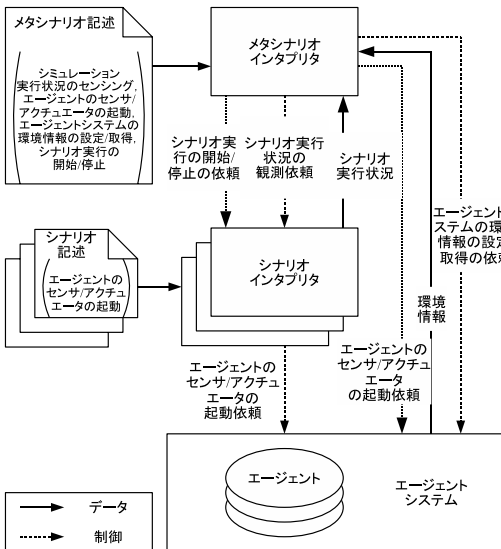 メタシナリオ記述
シミュレーション
実行状況のセンシング,
エージェントのセンサ/
アクチュエータの起動,
エージェントシステムの
環境情報の設定/取得,
シナリオ実行の
開始/停止
メタシナリオ
インタプリタ
シナリオ実
行の開始/
停止の依頼
シナリオ実行
状況の
観測依頼
シナリオ
実行状況
シナリオ
記述
エージェントの
センサ/アクチュ
エータの起動
シナリオ
インタプリタ
エージェント
ステムの環
情報の設定
取得の依
環境
情報
エージェントの
センサ/アクチュ
エータの
起動依頼
エージェントの
センサ/アクチュ
エータ
の起動依頼
エージェント
エージェント
システム
データ
制御